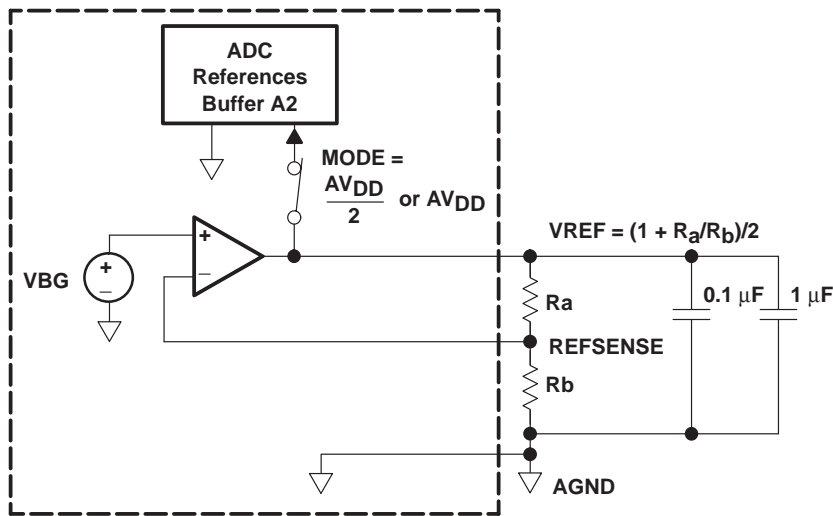 ADC
References
Buffer A2
MODE =
AVDD
2
or AVDD
VREF = (1 + Ra/Rb)/2
+
−
VBG
+
−
Ra
0.1 μF
1 μF
REFSENSE
Rb
AGND